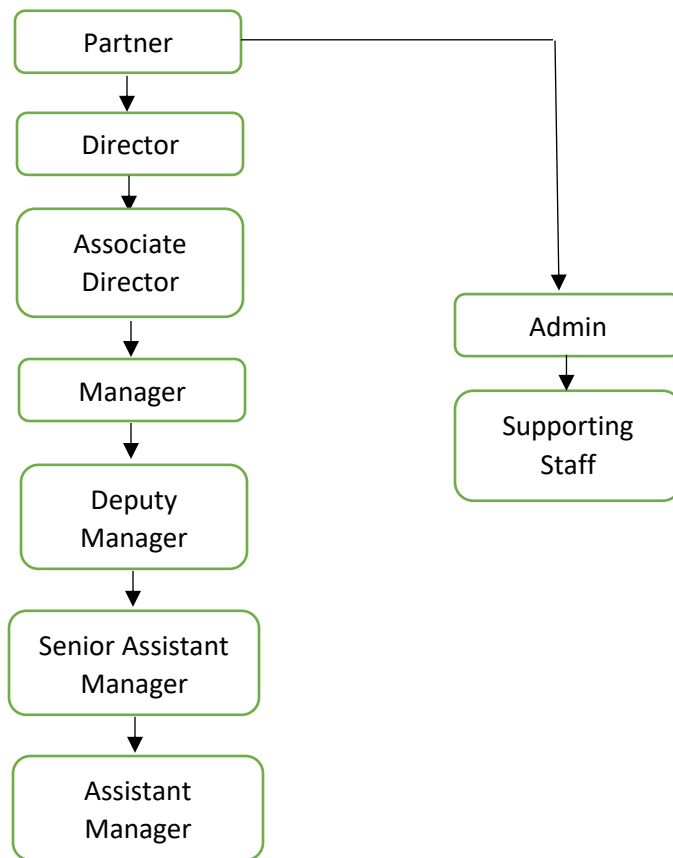 Partner
Director
Associate
Director
Manager
Deputy
Manager
Senior Assistant
Manager
Assistant
Manager
Admin
Supporting
Staff